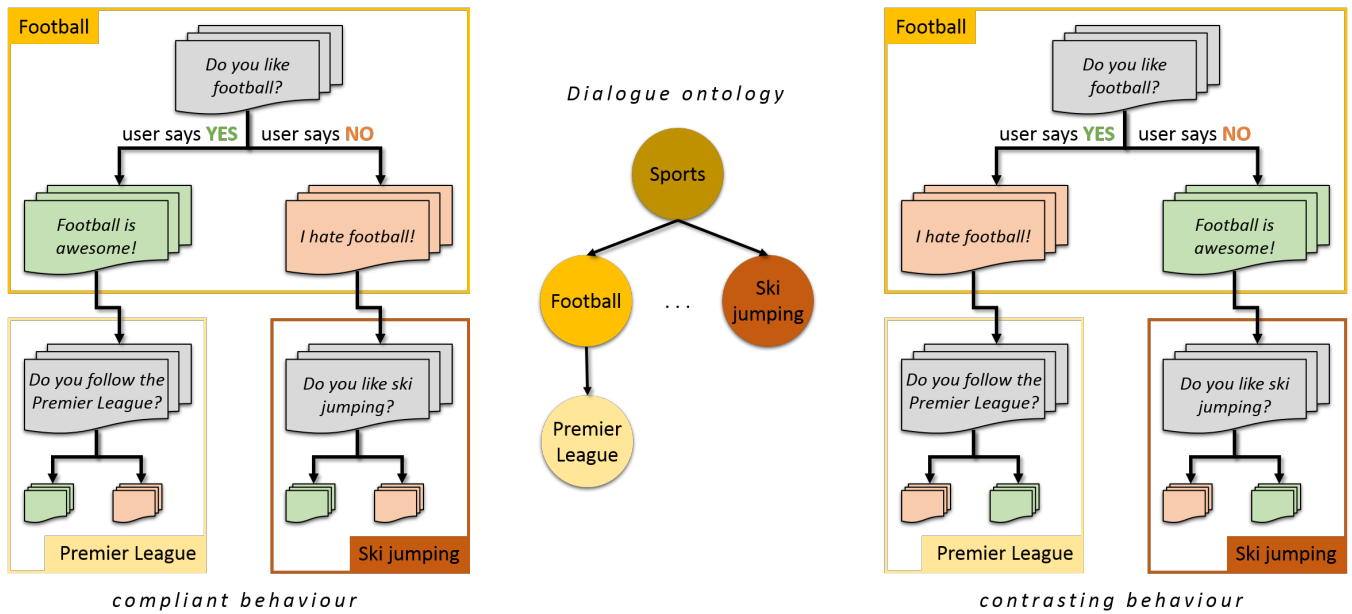 Football
Do you like
football?
user says YES
user says NO
Football is
awesome!
I hate football!
Do you follow the
Premier League?
Do you like ski
jumping?
Premier League
Ski jumping
compliant behaviour
Dialogue ontology
Sports
Football
. . .
Ski
jumping
Premier
League
Football
Do you like
football?
user says YES
user says NO
I hate football!
Football is
awesome!
Do you follow the
Premier League?
Do you like ski
jumping?
Premier League
Ski jumping
contrasting behaviour